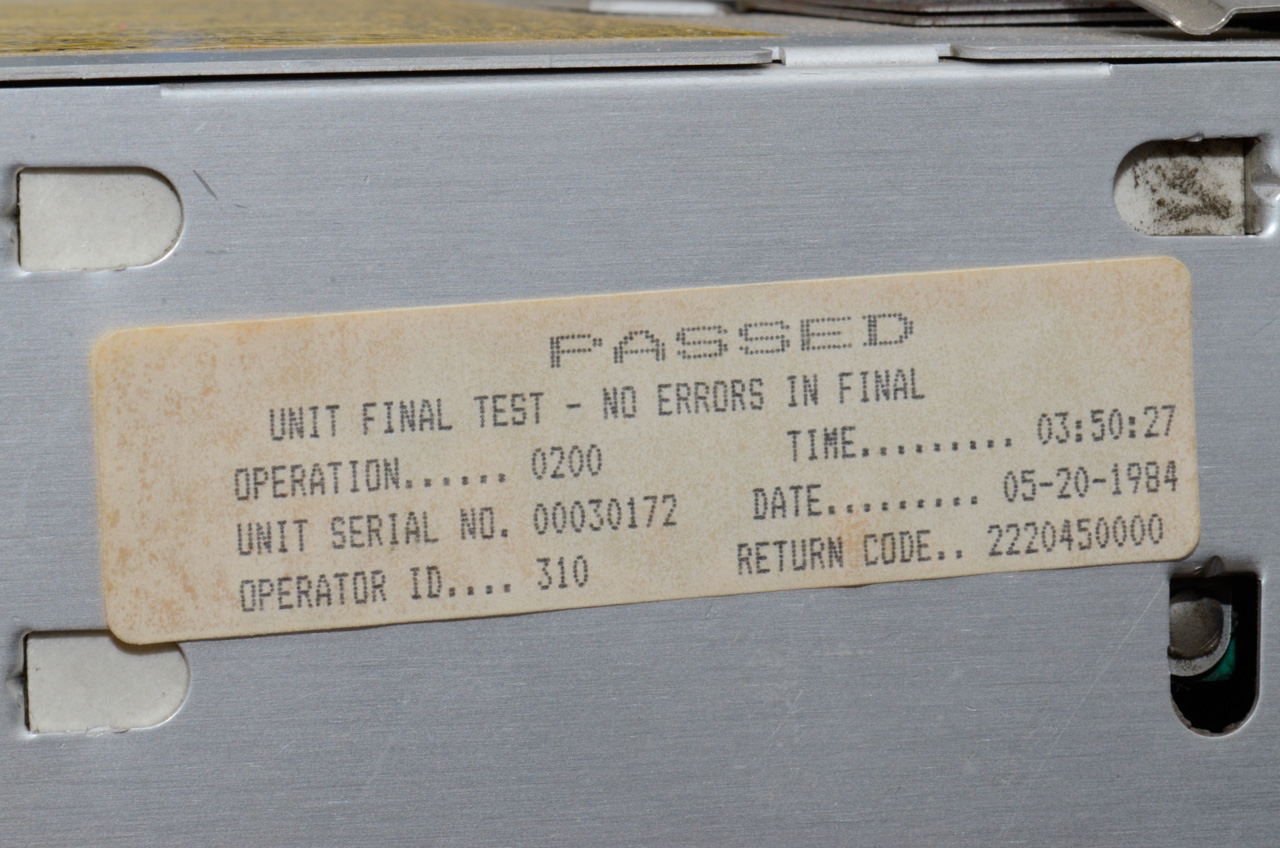 PASSED
UNIT FINAL TEST - NO ERRORS IN FINAL
OPERATION...... 0200 TIME......... 03:50:27
UNIT SERIAL NO. 00030172 DATE......... 05-20-1984
OPERATOR ID.... 310 RETURN CODE.. 2220450000